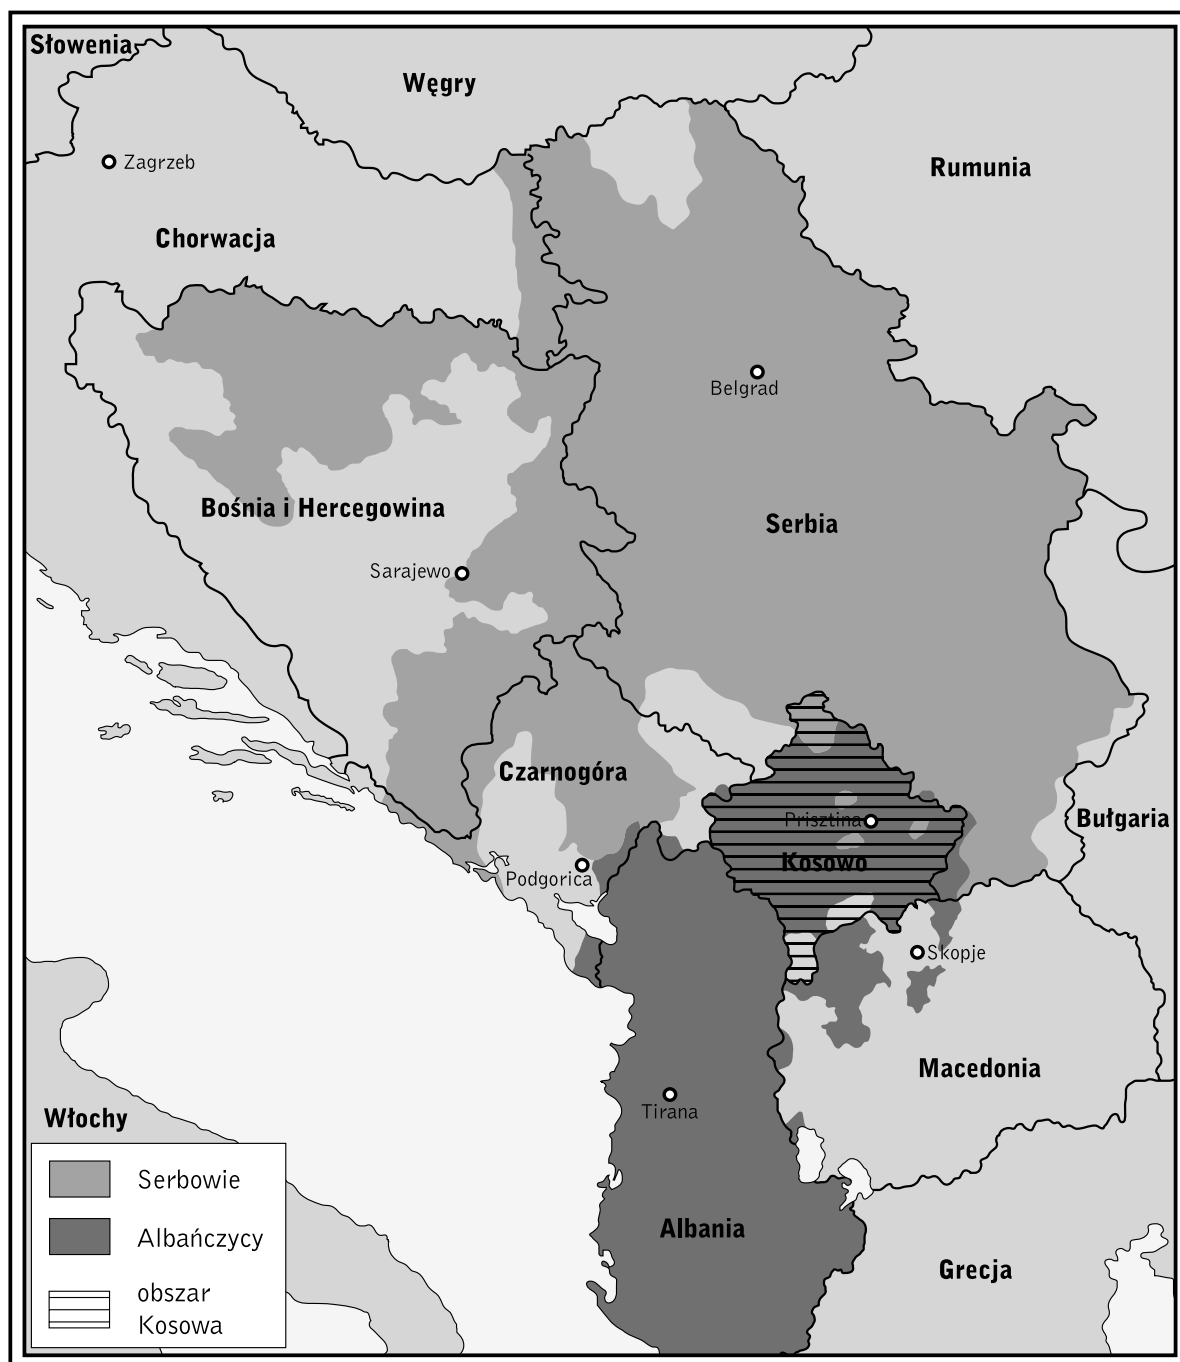 Słowenia
Węgry
Zagrzeb
Rumunia
Chorwacja
Belgrad
Bośnia i Hercegowina
Serbia
Sarajewo
Czarnogóra
Prisztina
Bułgaria
Kosowo
Podgorica
Skopje
Macedonia
Włochy
Tirana
Albania
Grecja
Serbowie
Albańczycy
obszar
Kosowa